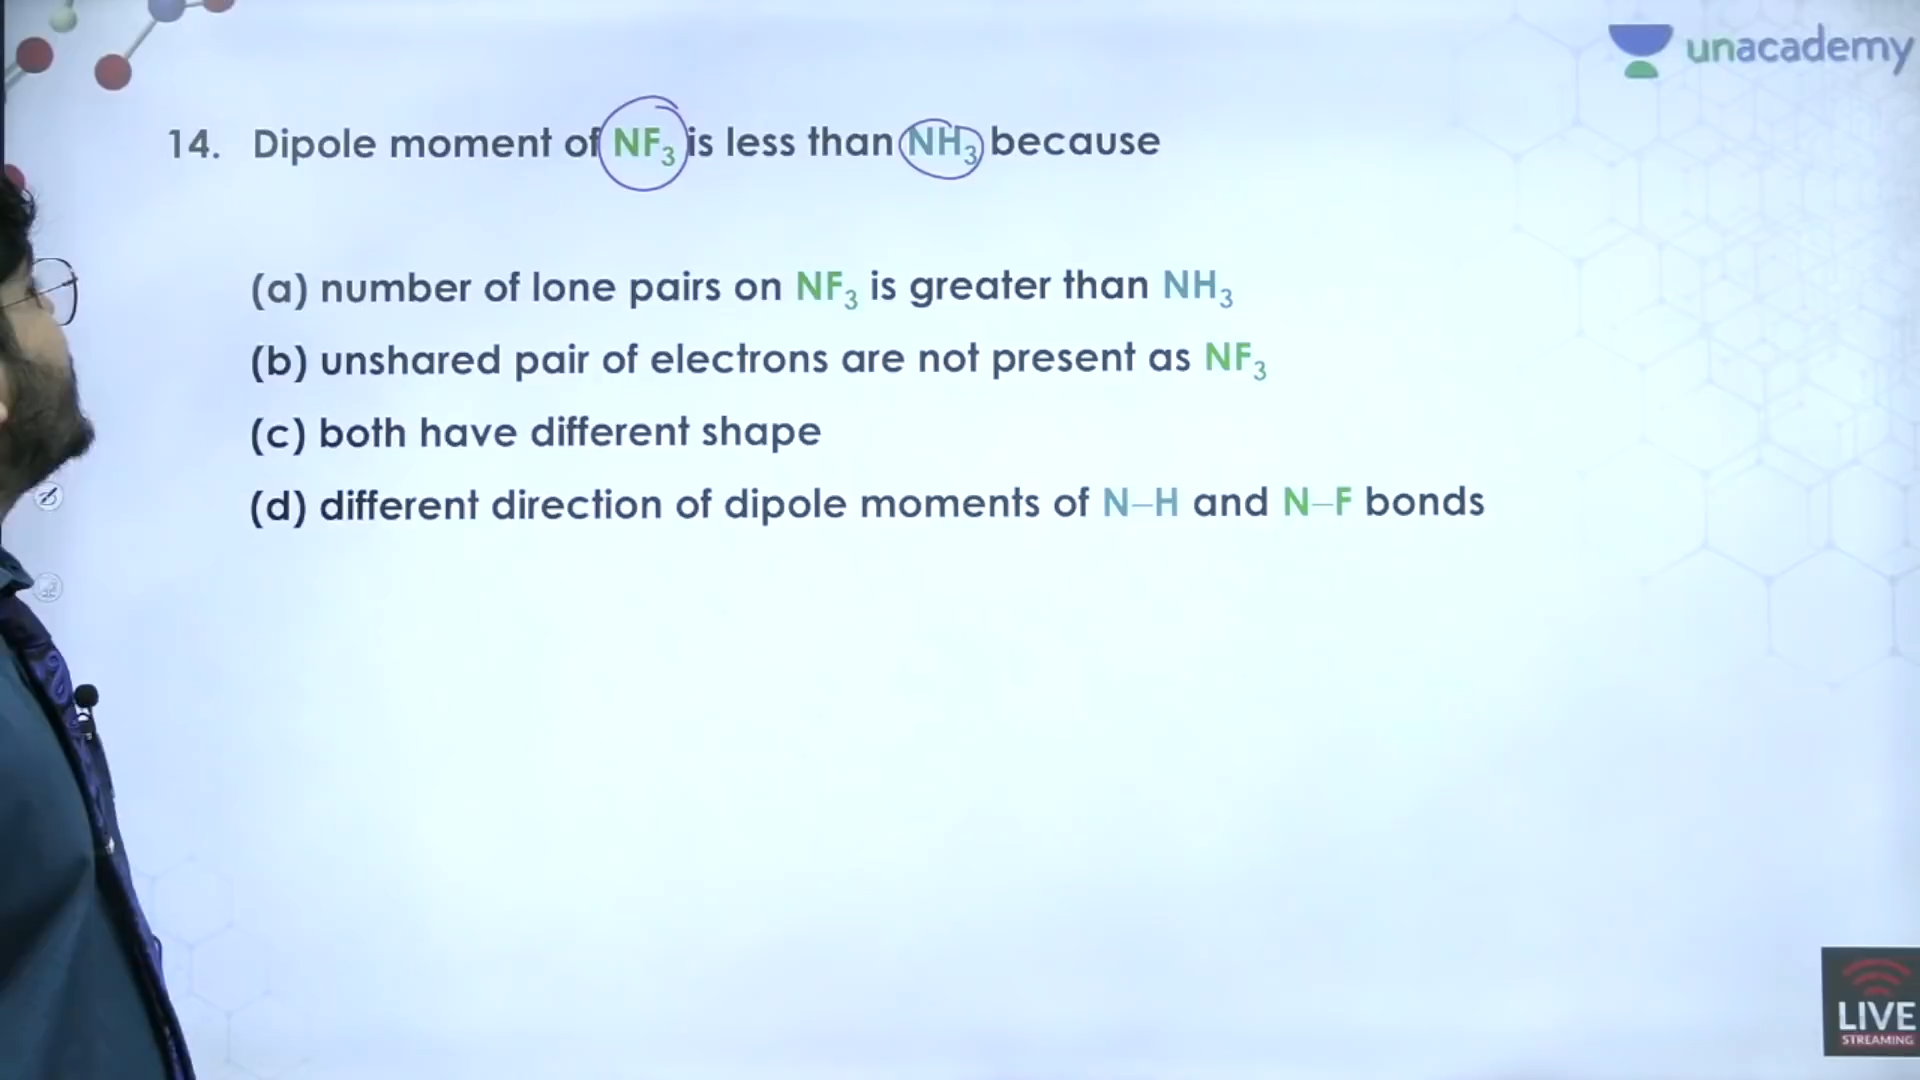 unacademy
14. Dipole moment of NF₃ is less than NH₃ because
(a) number of lone pairs on NF₃ is greater than NH₃
(b) unshared pair of electrons are not present as NF₃
(c) both have different shape
(d) different direction of dipole moments of N–H and N–F bonds
LIVE
STREAMING